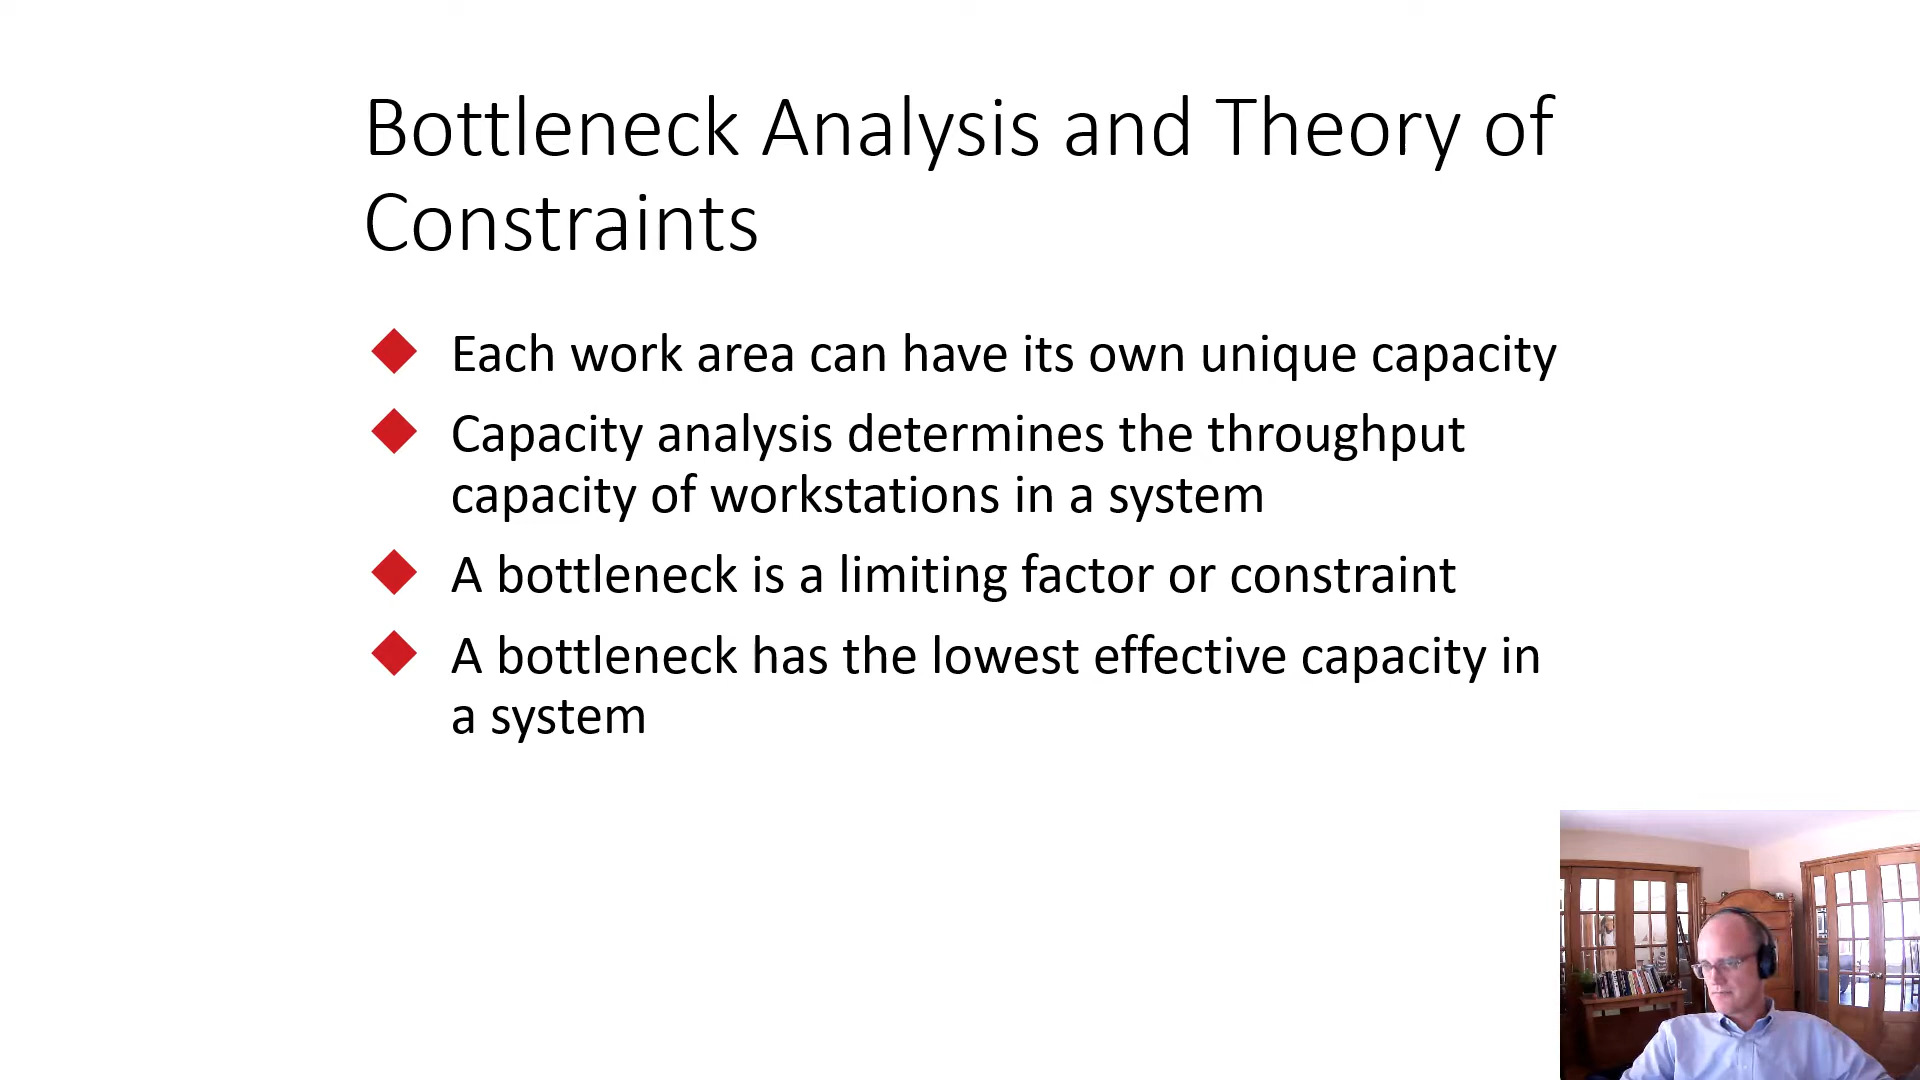 Bottleneck Analysis and Theory of
Constraints
Each work area can have its own unique capacity
Capacity analysis determines the throughput
capacity of workstations in a system
A bottleneck is a limiting factor or constraint
A bottleneck has the lowest effective capacity in
a system